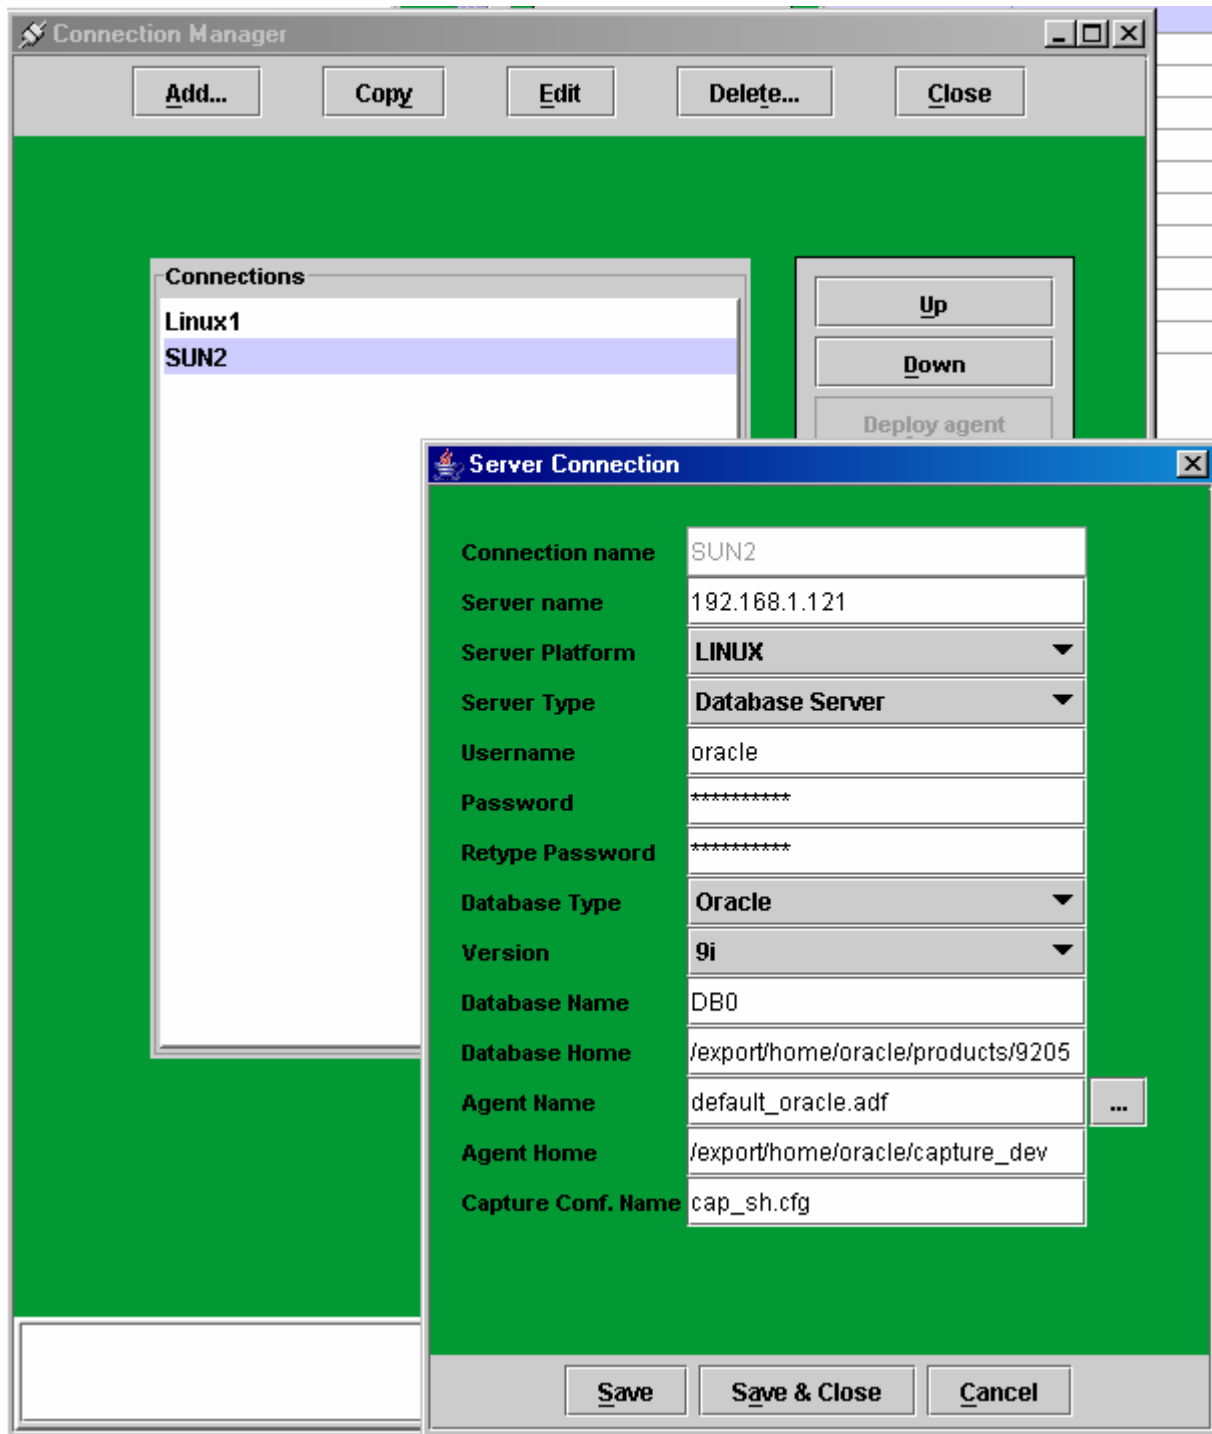 Connection Manager
Add... Copy Edit Delete... Close
Connections
Linux1
SUN2
Up
Down
Deploy agent
Server Connection
Connection name SUN2
Server name 192.168.1.121
Server Platform LINUX
Server Type Database Server
Username oracle
Password **********
Retype Password **********
Database Type Oracle
Version 9i
Database Name DB0
Database Home /export/home/oracle/products/9205
Agent Name default_oracle.adf ...
Agent Home /export/home/oracle/capture_dev
Capture Conf. Name cap_sh.cfg
Save Save & Close Cancel